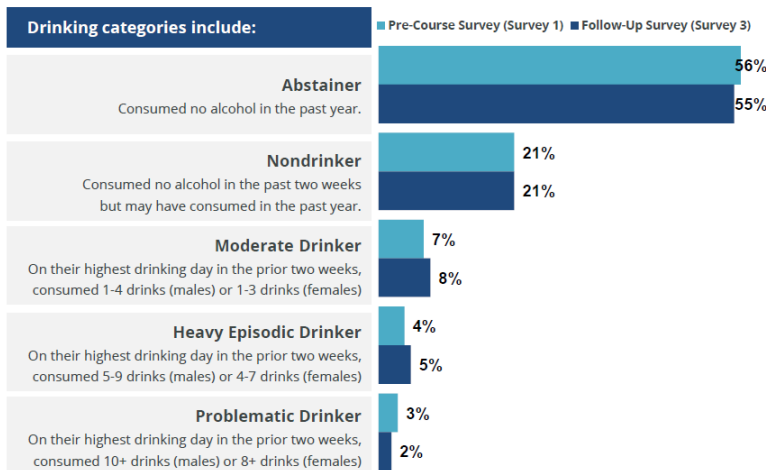 Drinking categories include:
Pre-Course Survey (Survey 1) Follow-Up Survey (Survey 3)
Abstainer
Consumed no alcohol in the past year.
56%
55%
Nondrinker
Consumed no alcohol in the past two weeks
but may have consumed in the past year.
21%
21%
Moderate Drinker
On their highest drinking day in the prior two weeks,
consumed 1-4 drinks (males) or 1-3 drinks (females)
7%
8%
Heavy Episodic Drinker
On their highest drinking day in the prior two weeks,
consumed 5-9 drinks (males) or 4-7 drinks (females)
4%
5%
Problematic Drinker
On their highest drinking day in the prior two weeks,
consumed 10+ drinks (males) or 8+ drinks (females)
3%
2%